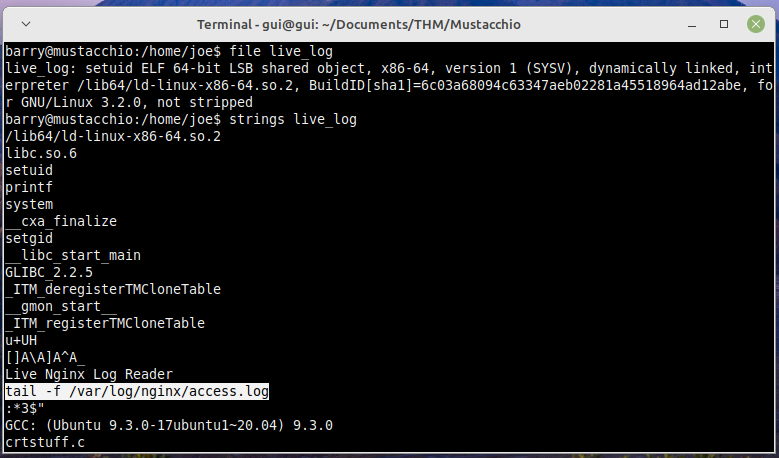 Terminal - gui@gui: ~/Documents/THM/Mustacchio
barry@mustacchio:/home/joe$ file live_log
live_log: setuid ELF 64-bit LSB shared object, x86-64, version 1 (SYSV), dynamically linked, int
erpreter /lib64/ld-linux-x86-64.so.2, BuildID[sha1]=6c03a68094c63347aeb02281a45518964ad12abe, fo
r GNU/Linux 3.2.0, not stripped
barry@mustacchio:/home/joe$ strings live_log
/lib64/ld-linux-x86-64.so.2
libc.so.6
setuid
printf
system
__cxa_finalize
setgid
__libc_start_main
GLIBC_2.2.5
_ITM_deregisterTMCloneTable
__gmon_start__
_ITM_registerTMCloneTable
u+UH
[]A\A]A^A_
Live Nginx Log Reader
tail -f /var/log/nginx/access.log
:*3$"
GCC: (Ubuntu 9.3.0-17ubuntu1~20.04) 9.3.0
crtstuff.c